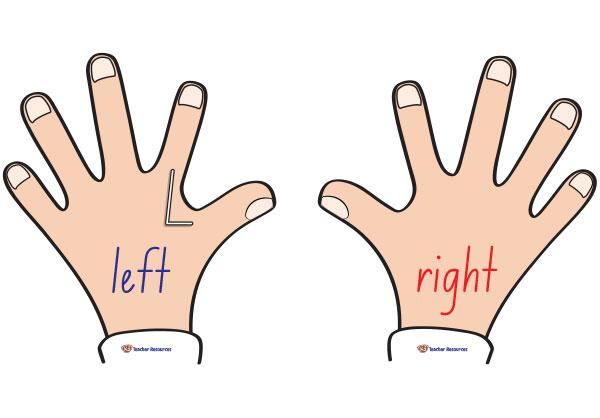 L
left
right
Teacher Resources
Teacher Resources